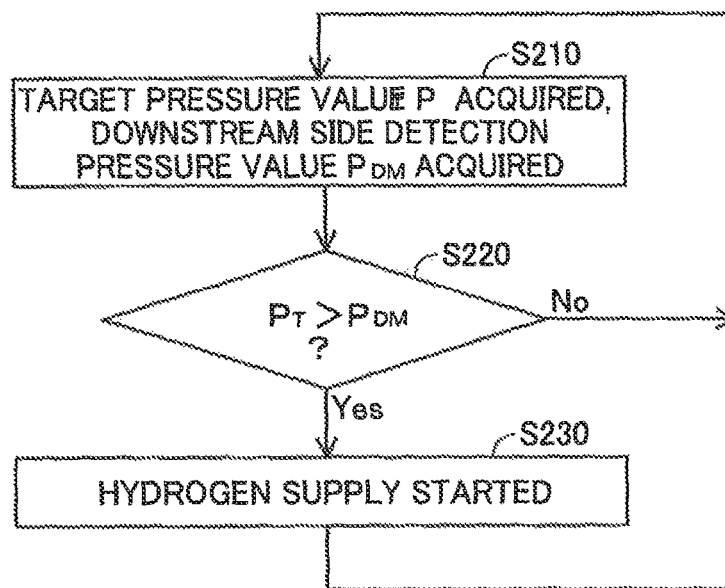 S210
TARGET PRESSURE VALUE P ACQUIRED,
DOWNSTREAM SIDE DETECTION
PRESSURE VALUE PDM ACQUIRED
S220
PT > PDM
?
No
Yes
S230
HYDROGEN SUPPLY STARTED